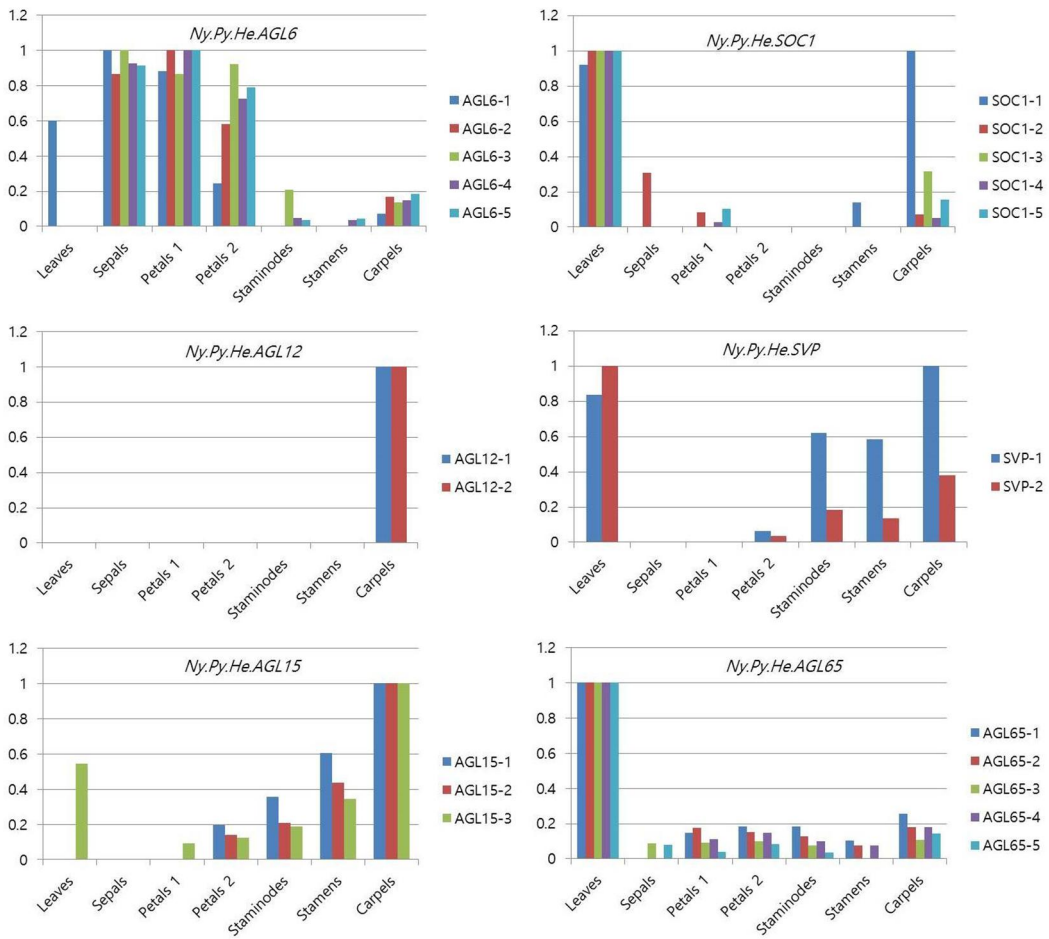 Ny.Py.He.AGL6
1.2
1
0.8
0.6
0.4
0.2
0
Leaves
Sepals
Petals 1
Petals 2
Staminodes
Stamens
Carpels
AGL6-1
AGL6-2
AGL6-3
AGL6-4
AGL6-5
Ny.Py.He.SOC1
1.2
1
0.8
0.6
0.4
0.2
0
Leaves
Sepals
Petals 1
Petals 2
Staminodes
Stamens
Carpels
SOC1-1
SOC1-2
SOC1-3
SOC1-4
SOC1-5
Ny.Py.He.AGL12
1.2
1
0.8
0.6
0.4
0.2
0
Leaves
Sepals
Petals 1
Petals 2
Staminodes
Stamens
Carpels
AGL12-1
AGL12-2
Ny.Py.He.SVP
1.2
1
0.8
0.6
0.4
0.2
0
Leaves
Sepals
Petals 1
Petals 2
Staminodes
Stamens
Carpels
SVP-1
SVP-2
Ny.Py.He.AGL15
1.2
1
0.8
0.6
0.4
0.2
0
Leaves
Sepals
Petals 1
Petals 2
Staminodes
Stamens
Carpels
AGL15-1
AGL15-2
AGL15-3
Ny.Py.He.AGL65
1.2
1
0.8
0.6
0.4
0.2
0
Leaves
Sepals
Petals 1
Petals 2
Staminodes
Stamens
Carpels
AGL65-1
AGL65-2
AGL65-3
AGL65-4
AGL65-5